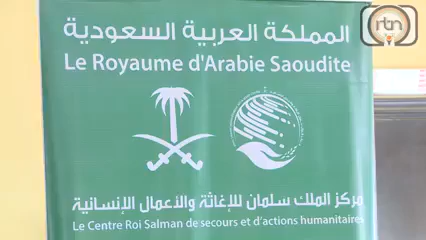 rtn
المملكة العربية السعودية
Le Royaume d'Arabie Saoudite
مركز الملك سلمان للإغاثة والأعمال الإنسانية
Le Centre Roi Salman de secours et d'actions humanitaires